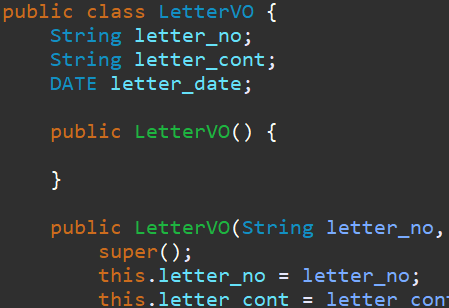 public class LetterVO {
String letter_no;
String letter_cont;
DATE letter_date;
public LetterVO() {
}
public LetterVO(String letter_no,
super();
this.letter_no = letter_no;
this.letter_cont = letter_cont